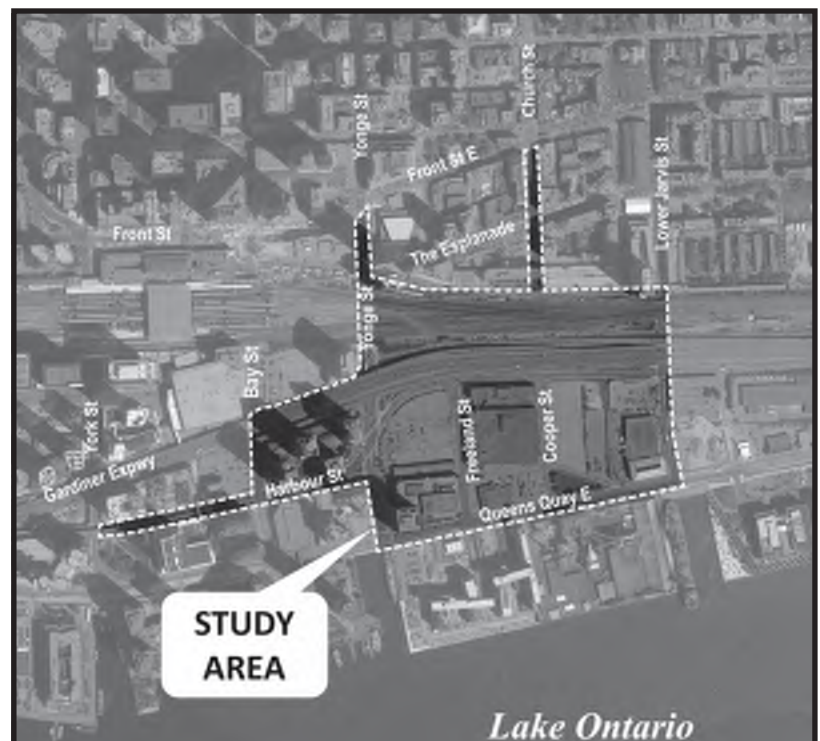 Church St
Yonge St
Front St E
Lower Jarvis St
Front St
The Esplanade
Yonge St
Bay St
York St
Freeland St
Cooper St
Gardiner Expwy
Harbour St
Queens Quay E
STUDY
AREA
Lake Ontario